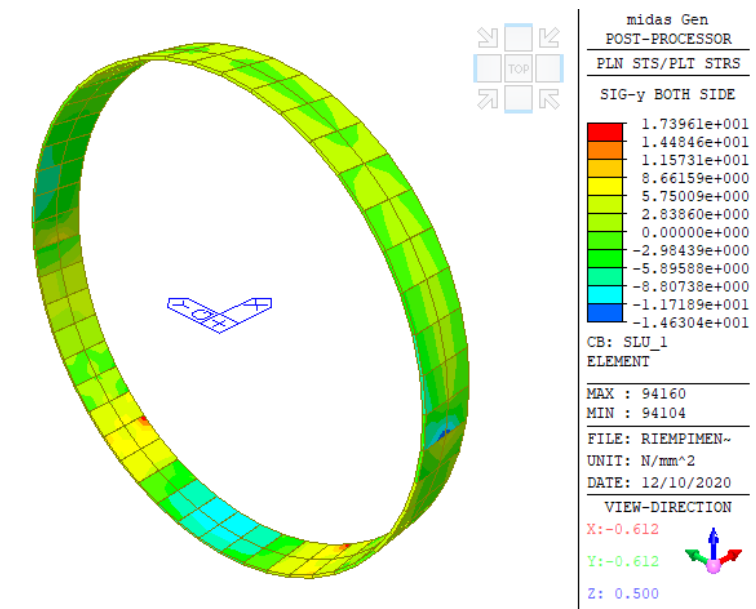 TOP
midas Gen
POST-PROCESSOR
PLN STS/PLT STRS
SIG-y BOTH SIDE
1.73961e+001
1.44846e+001
1.15731e+001
8.66159e+000
5.75009e+000
2.83860e+000
0.00000e+000
-2.98439e+000
-5.89588e+000
-8.80738e+000
-1.17189e+001
-1.46304e+001
CB: SLU_1
ELEMENT
MAX : 94160
MIN : 94104
FILE: RIEMPIMEN~
UNIT: N/mm^2
DATE: 12/10/2020
VIEW-DIRECTION
X:-0.612
Y:-0.612
Z: 0.500